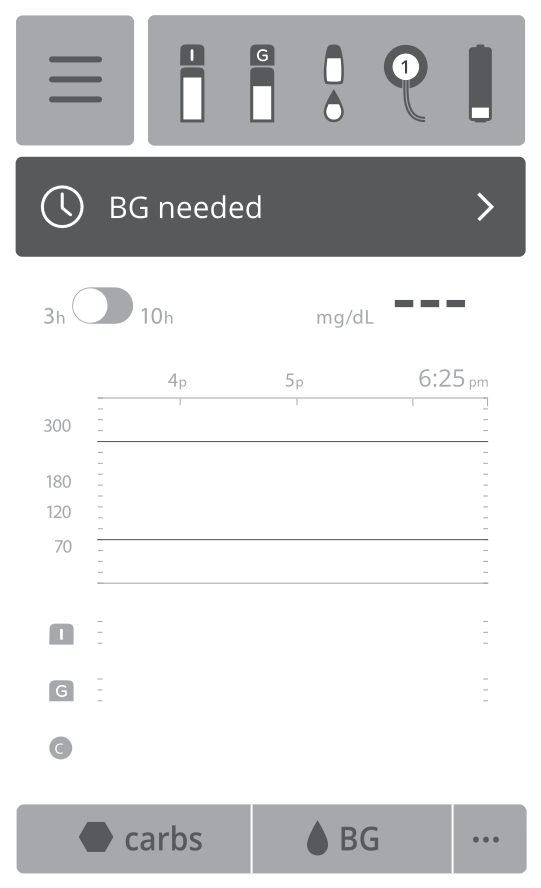 I G 1
BG needed
3h 10h mg/dL ---
4p 5p 6:25 pm
300
180
120
70
I
G
C
carbs BG ...